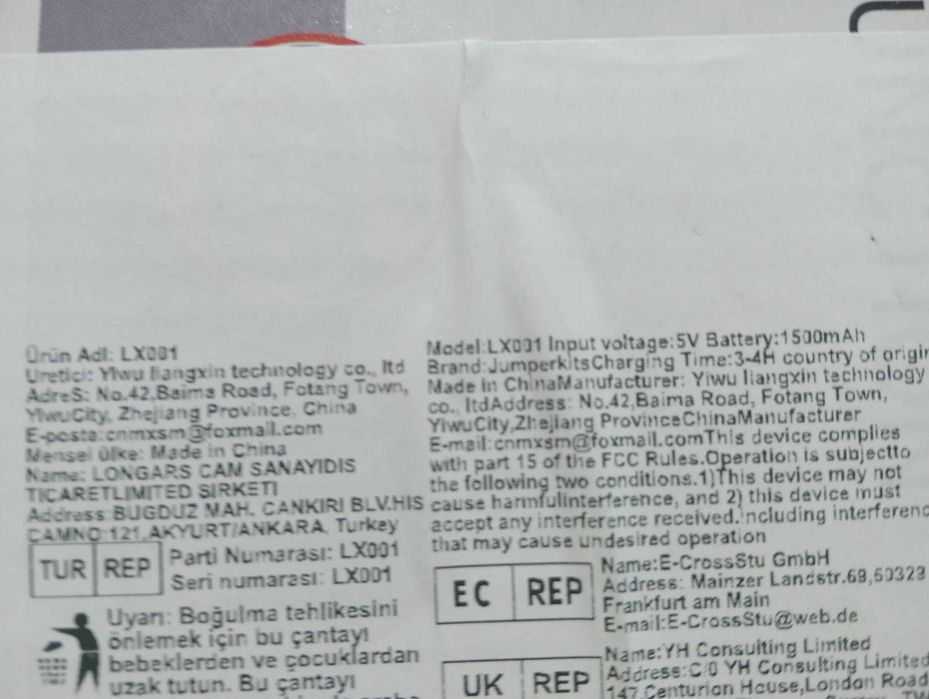 Ürün Adl: LX001
Uretici: Yiwu liangxin technology co., ltd
AdreS: No.42,Baima Road, Fotang Town,
YiwuCity, Zhejiang Province, China
E-posta:cnmxsm@foxmail.com
Mensei ülke: Made in China
Name: LONGARS CAM SANAYIDIS
TICARETLIMITED SIRKETI
Address:BUGDUZ MAH. CANKIRI BLV.HIS
CAMNO:121,AKYURT/ANKARA, Turkey
TUR REP
Parti Numarası: LX001
Seri numarası: LX001
Uyarı: Boğulma tehlikesini
önlemek için bu çantayı
bebeklerden ve çocuklardan
uzak tutun. Bu çantayı
Model:LX001 Input voltage:5V Battery:1500mAh
Brand:JumperkitsCharging Time:3-4H country of origin
Made in ChinaManufacturer: Yiwu liangxin technology
co., ltdAddress: No.42,Baima Road, Fotang Town,
YiwuCity,Zhejiang ProvinceChinaManufacturer
E-mail:cnmxsm@foxmail.comThis device complies
with part 15 of the FCC Rules.Operation is subjectto
the following two conditions.1)This device may not
cause harmfulinterference, and 2) this device must
accept any interference received,including interferenc
that may cause undesired operation
EC REP
Name:E-CrossStu GmbH
Address: Mainzer Landstr.69,60329
Frankfurt am Main
E-mail:E-CrossStu@web.de
UK REP
Name:YH Consulting Limited
Address:C/0 YH Consulting Limited
147 Centurion House,London Road